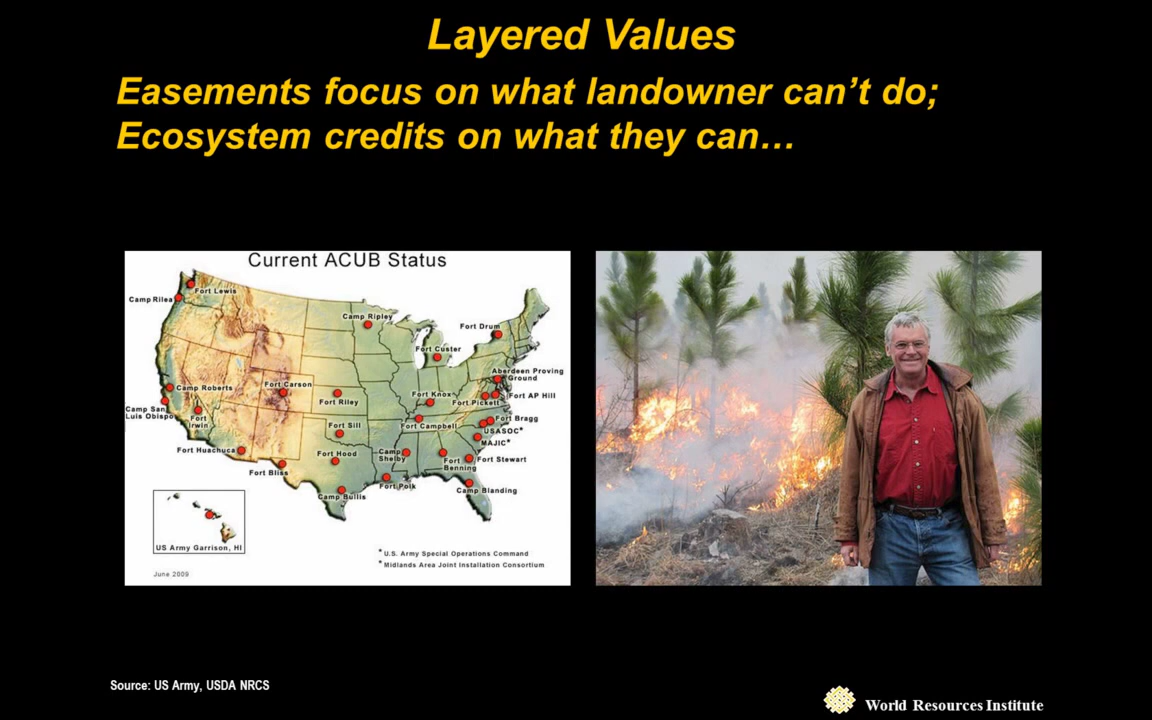 Layered Values
Easements focus on what landowner can’t do;
Ecosystem credits on what they can…
Current ACUB Status
Fort Lewis
Camp Rilea
Camp Ripley
Fort Drum
Fort Custer
Aberdeen Proving
Ground
Camp Roberts
Fort Carson
Fort Riley
Fort Knox
Fort Pickett
Fort AP Hill
Camp San
Luis Obispo
Fort
Irwin
Fort Sill
Fort Campbell
Fort Bragg
USASOC*
MAJIC*
Fort Huachuca
Fort Hood
Camp
Shelby
Fort
Benning
Fort Stewart
Fort Bliss
Fort Polk
Camp Bullis
Camp Blanding
US Army Garrison, HI
* U.S. Army Special Operations Command
* Midlands Area Joint Installation Consortium
June 2009
Source: US Army, USDA NRCS
World Resources Institute